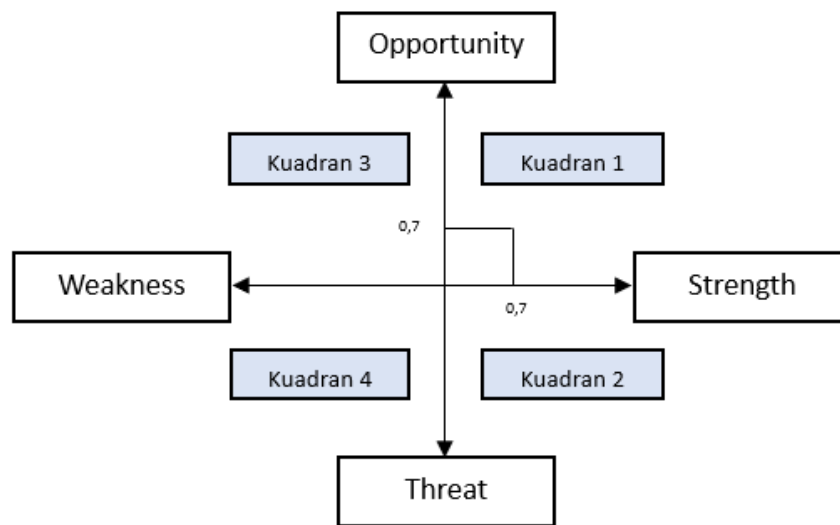 Opportunity
Kuadran 3
Kuadran 1
0,7
Weakness
Strength
0,7
Kuadran 4
Kuadran 2
Threat